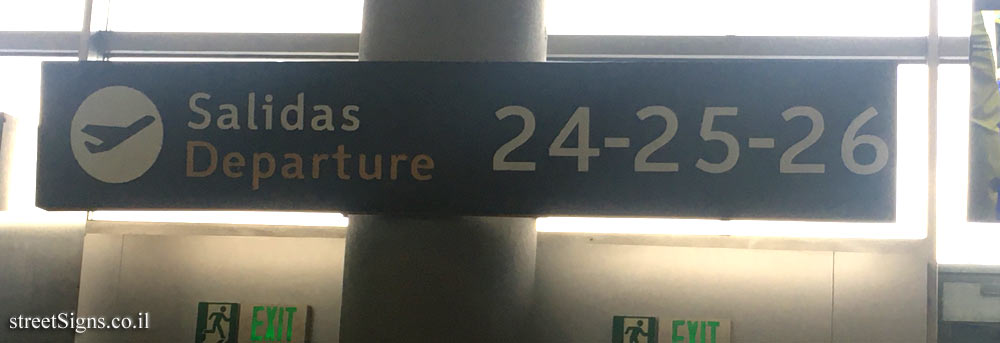 Salidas
Departure
24-25-26
EXIT
EXIT
streetSigns.co.il